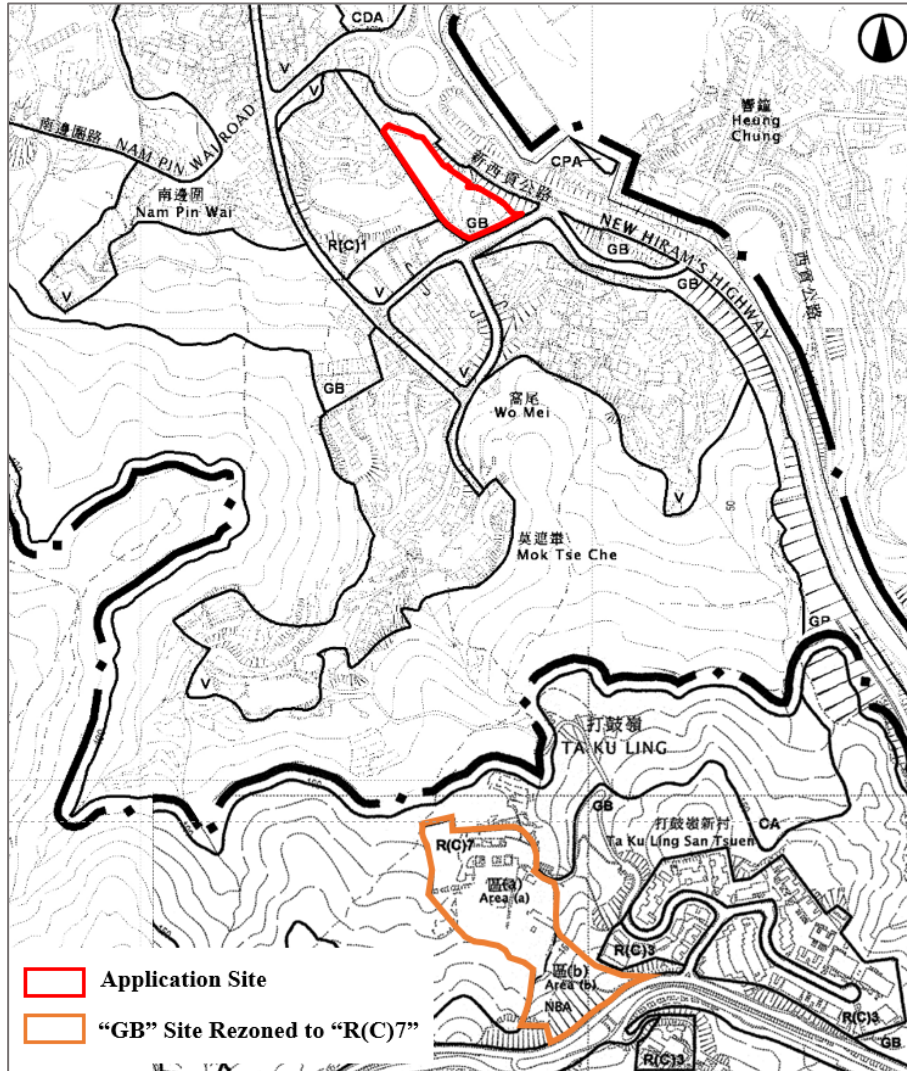 CDA
V
V
響鐘
Heung
Chung
CPA
南邊圍路 NAM PIN WAI ROAD
新西貢公路
南邊圍
Nam Pin Wai
GB
NEW HIRAM'S HIGHWAY
GB
西貢公路
R(C)1
GB
V
V
V
GB
窩尾
Wo Mei
V
50
莫遮輋
Mok Tse Che
GB
V
打鼓嶺
TA KU LING
100
GB
打鼓嶺新村
Ta Ku Ling San Tsuen
CA
R(C)7
區(a)
Area (a)
區(b)
Area (b)
NBA
R(C)3
R(C)3
GB
R(C)3
Application Site
“GB” Site Rezoned to “R(C)7”